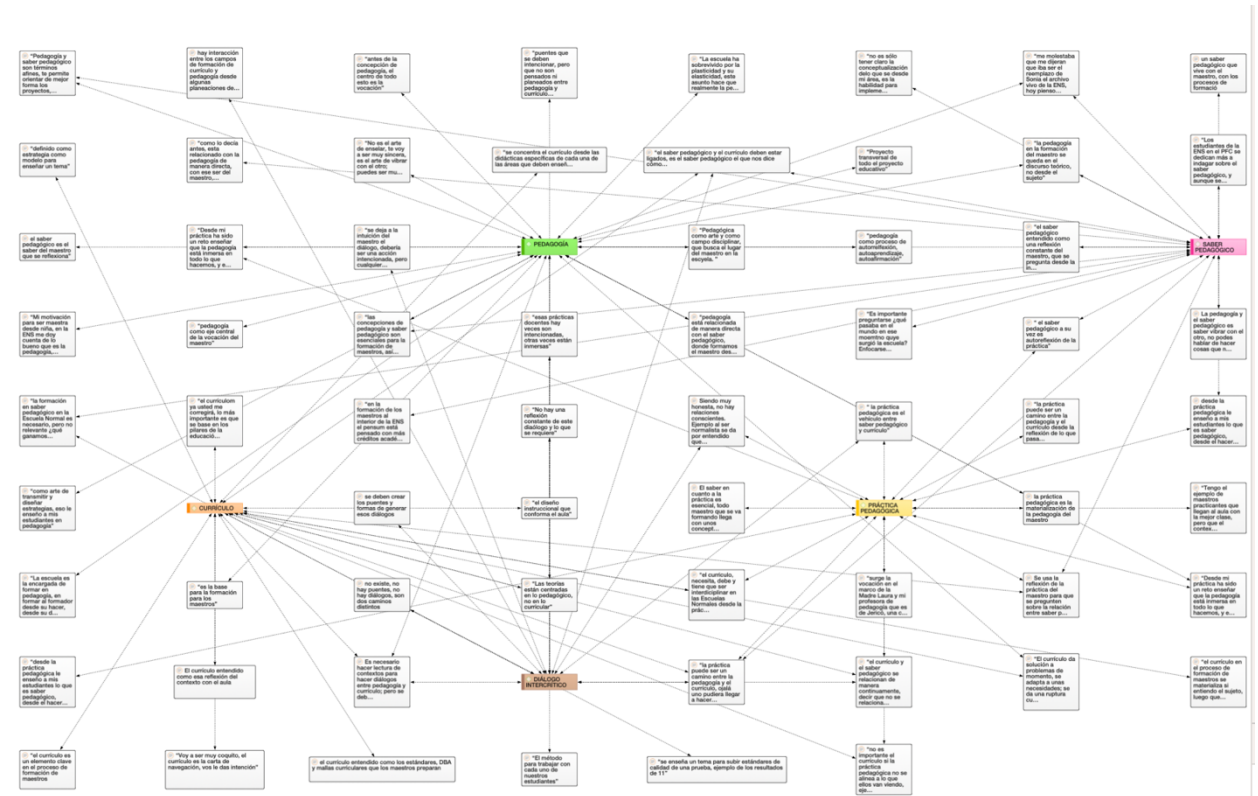 "Pedagogía y
saber pedagógico
son términos
afines, te permita
orientar de mejor
forma los
proyectos,...
hay interacción
entre los campos
de formación de
currículo y
pedagogía desde
algunas
planeaciones de...
"antes de la
concepción de
pedagogía, el
centro de todo
esto es la
vocación"
"puentes que
se deben
intencionar, pero
que no son
pensados ni
planeados entre
pedagogía y
currículo...
"La escuela ha
sobrevivido por la
plasticidad y su
elasticidad, este
asunto hace que
realmente la pe...
"no es sólo
tener claro la
conceptualización
delo que se desde
mi área, es la
habilidad para
impleme...
"me molestaba
que me dijeran
que iba ser el
reemplazo de
Sonia el archivo
vivo de la ENS,
hoy pienso...
un saber
pedagógico que
vive con el
maestro, con los
procesos de
formació
"definido como
estrategia como
modelo para
enseñar un tema"
"como lo decía
antes, esta
relacionado con la
pedagogía de
manera directa,
con ese ser del
maestro,...
"No es el arte
de enseñar, te voy
a ser muy sincera,
es el arte de vibrar
con el otro;
puedes ser mu...
"se concentra el currículo desde las
didácticas específicas de cada una de
las áreas que deben enseñ...
"el saber pedagógico y el currículo deben estar
ligados, es el saber pedagógico el que nos dice
cómo...
"Proyecto
transversal de
todo el proyecto
educativo"
"la pedagogía
en la formación
del maestro se
queda en el
discurso teórico,
no desde el
sujeto"
"Los
estudiantes de la
ENS en el PFC se
dedican más a
indagar sobre el
saber
pedagógico, y
aunque se...
el saber
pedagógico es el
saber del maestro
que se reflexiona"
"Desde mi
práctica ha sido
un reto enseñar
que la pedagogía
está inmersa en
todo lo que
hacemos, y e...
"se deja a la
intuición del
maestro el
diálogo, debería
ser una acción
intencionada, pero
cualquier...
PEDAGOGÍA
"Pedagógica
como arte y como
campo disciplinar,
que busca el lugar
del maestro en la
escyela. "
"pedagogía
como proceso de
autorreflexión,
autoaprendizaje,
autoafirmación"
"el saber
pedagógico
entendido como
una reflexión
constante del
maestro, que se
pregunta desde la
in...
SABER
PEDAGÓGICO
"Mi motivación
para ser maestra
desde niña, en la
ENS me doy
cuenta de lo
bueno que es la
pedagogía,...
"pedagogía
como eje central
de la vocación del
maestro"
"las
concepciones de
pedagogía y saber
pedagógico son
esenciales para la
formación de
maestros, así...
"esas prácticas
docentes hay
veces son
intencionadas,
otras veces están
inmersas"
"pedagogía
está relacionada
de manera directa
con el saber
pedagógico,
donde formamos
el maestro des...
"Es importante
preguntarse ¿qué
pasaba en el
mundo en ese
moemtno quye
surgió la escuela?
Enfocarse...
" el saber
pedagógico a su
vez es
autoreflexión de la
práctica"
La pedagogía y
el saber
pedagógico es
saber vibrar con el
otro, no podes
hablar de hacer
cosas que n...
"la formación
en saber
pedagógico en la
Escuela Normal es
necesario, pero no
relevante ¿qué
ganamos...
"el currículom
ya usted me
corregirá, lo más
importante es que
se base en los
pilares de la
educació...
"en la
formación de los
maestros al
interior de la ENS
el pensum está
pensado con más
créditos acadé...
"No hay una
reflexión
constante de este
diaólogo y lo que
se requiere"
Siendo muy
honesta, no hay
relaciones
conscientes.
Ejemplo al ser
normalista se da
por entendido
que...
" la práctica
pedagógica es el
vehículo entre
saber pedagógico
y currículo"
"la práctica
puede ser un
camino entre la
pedagogía y el
currículo desde la
reflexión de lo que
pasa...
desde la
práctica
pedagógica le
enseño a mis
estudiantes lo que
es saber
pedagógico,
desde el hacer...
"como arte de
transmitir y
diseñar
estrategias, eso le
enseño a mis
estudiantes en
pedagogía"
CURRÍCULO
se deben crear
los puentes y
formas de generar
esos diálogos
"el diseño
instruccional que
conforma el aula"
El saber en
cuanto a la
práctica es
esencial, todo
maestro que se va
formando llega
con unos
concept...
PRÁCTICA
PEDAGÓGICA
la práctica
pedagógica es la
materialización
da la pedagogía
del maestro
"Tengo el
ejemplo de
maestros
practicantes que
llegan al aula con
la mejor clase,
pero que el
contex...
"La escuela es
la encargada de
formar en
pedagogía, en
formar al formador
desde su hacer,
desde su d...
"es la base
para la formación
para los
maestros"
no existe, no
hay puentes, no
hay diálogos, son
dos caminos
distintos
"Las teorías
están centradas
en lo pedagógico,
no en lo
curricular"
"el currículo,
necesita, debe y
tiene que ser
interdiciplinar en
las Escuelas
Normales desde la
prác...
"surge la
vocación en el
marco de la
Madre Laura y mi
profesora de
pedagogía que es
de Jericó, una c...
Se usa la
reflexión de la
práctica del
maestro para que
se pregunten
sobre la relación
entre saber p...
"Desde mi
práctica ha sido
un reto enseñar
que la pedagogía
está inmersa en
todo lo que
hacemos, y e...
"desde la
práctica
pedagógica le
enseño a mis
estudiantes lo que
es saber
pedagógico,
desde el hacer...
El currículo entendido
como esa reflexión del
contexto con el aula
Es necesario
hacer lectura de
contextos para
hacer diálogos
entre pedagogía y
currículo; pero se
deb...
DIÁLOGO
INTERCRÍTICO
"la práctica
puede ser un
camino entre la
pedagogía y el
currículo, ojalá
uno pudiera llegar
a hacer...
"el currículo y
el saber
pedagógico se
relacionan de
manera
continuamente,
decir que no se
relaciona...
"El currículo da
solución a
problemas de
momento, se
adapta a unas
necesidades; se
da una ruptura
cu...
"el currículo en
el proceso de
formación de
maestros se
materializa si
entiendo el sujeto,
luego que...
"el currículo es
un elemento clave
en el proceso de
formación de
maestros
"Voy a ser muy coquito, el
currículo es la carta de
navegación, vos le das intención"
el currículo entendido como los estándares, DBA
y mallas curriculares que los maestros preparan
"El método
para trabajar con
cada uno de
nuestros
estudiantes"
"se enseña un tema para subir estándares de
calidad de una prueba, ejemplo de los resultados
de 11"
"no es
importante el
currículo si la
práctica
pedagógica no se
alinea a lo que
ellos van viendo,
eje...